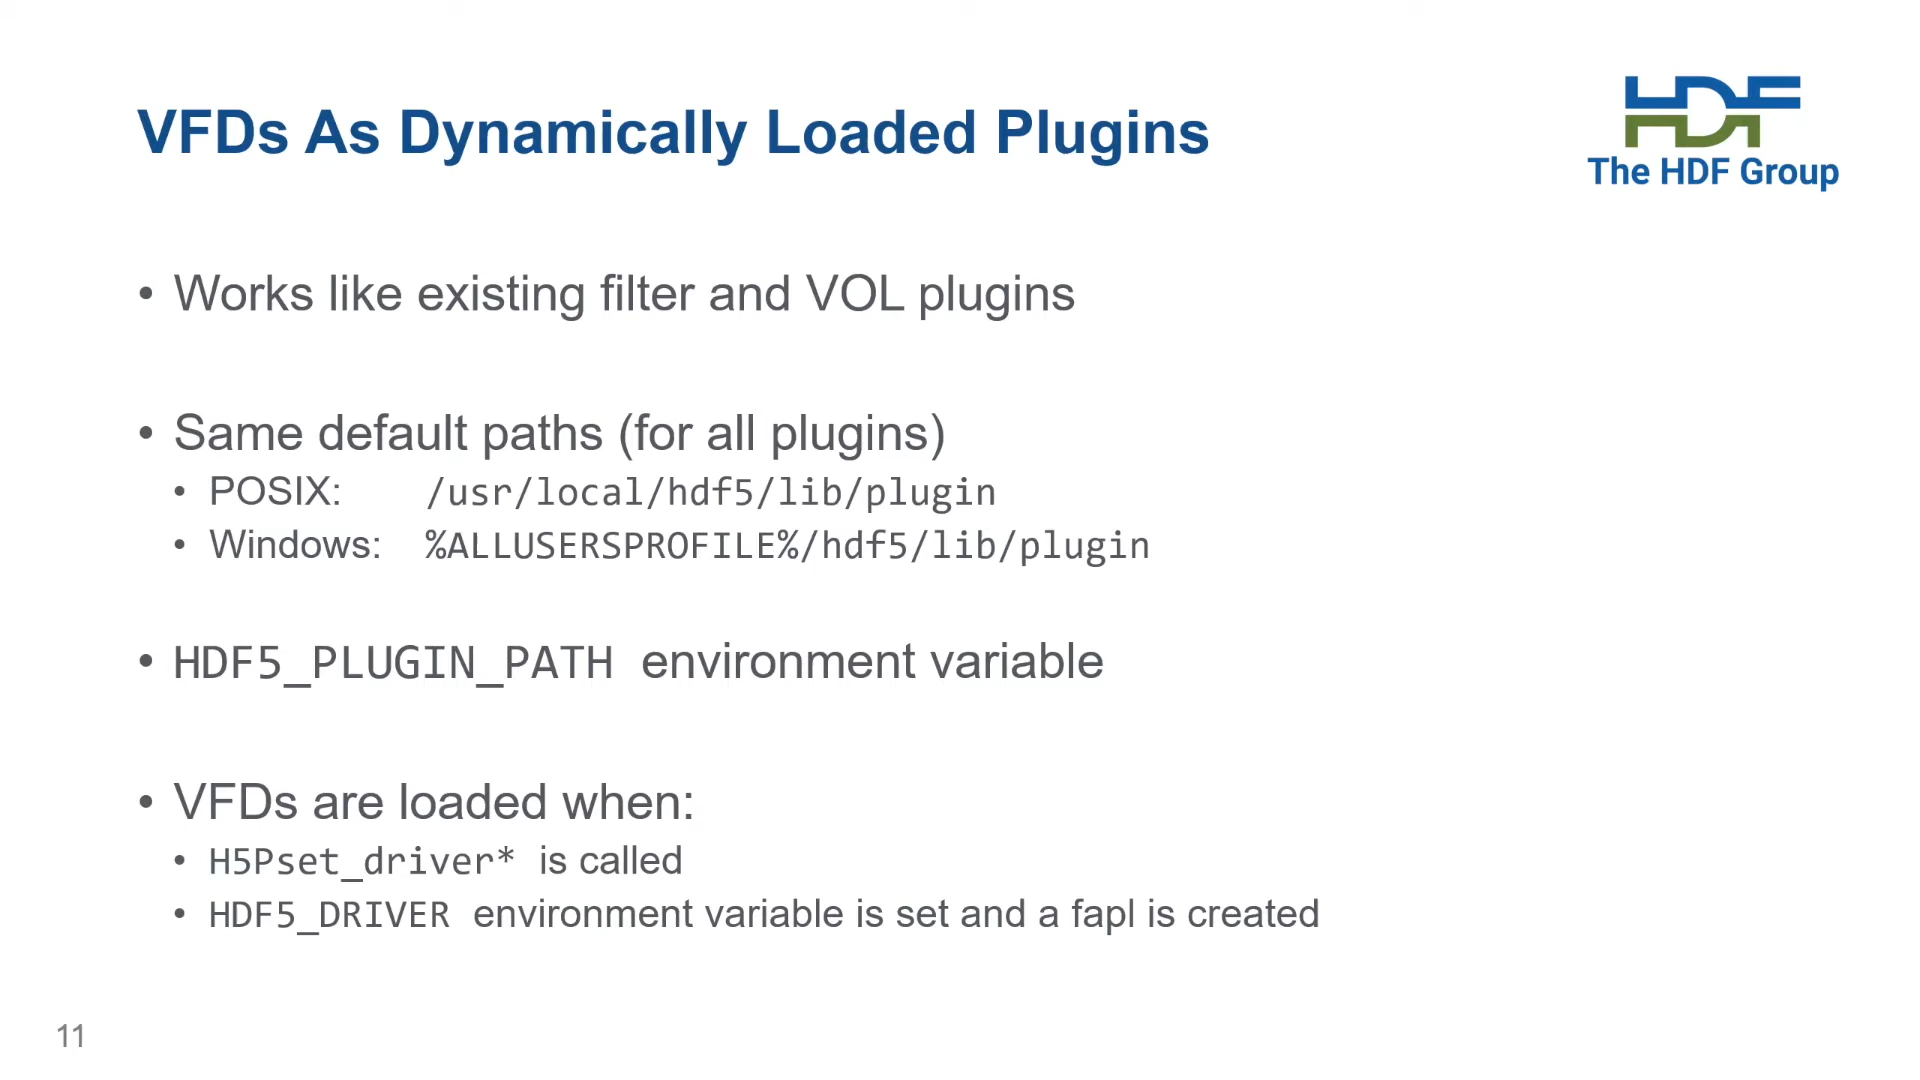 VFDs As Dynamically Loaded Plugins
HDF
The HDF Group
• Works like existing filter and VOL plugins
• Same default paths (for all plugins)
• POSIX: /usr/local/hdf5/lib/plugin
• Windows: %ALLUSERSPROFILE%/hdf5/lib/plugin
• HDF5_PLUGIN_PATH environment variable
• VFDs are loaded when:
• H5Pset_driver* is called
• HDF5_DRIVER environment variable is set and a fapl is created
11